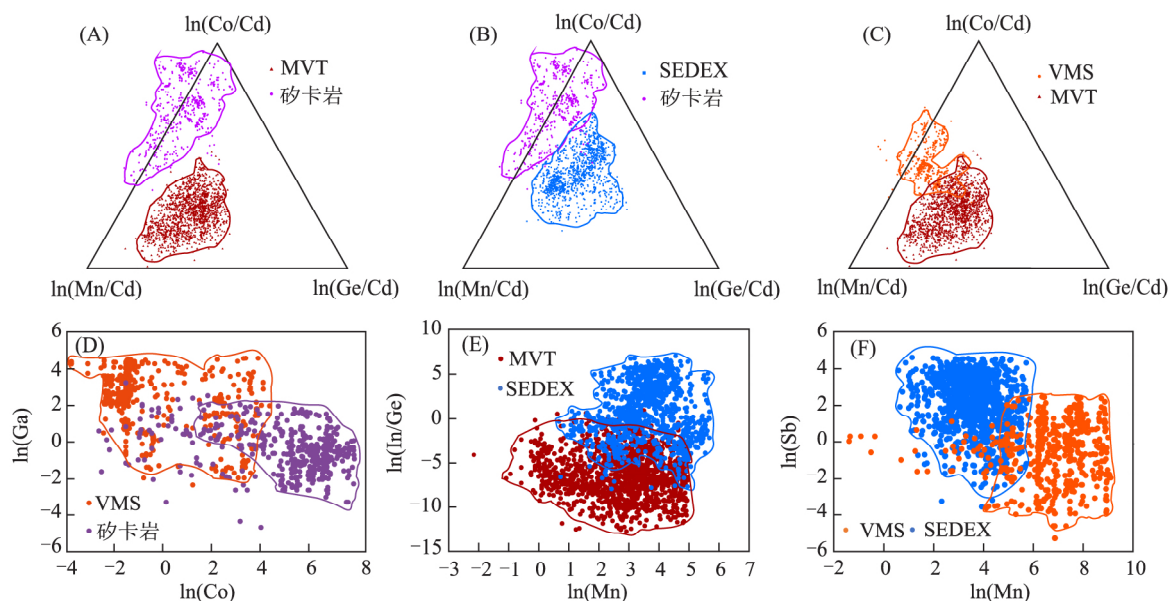 (A)
ln(Co/Cd)
MVT
矽卡岩
ln(Mn/Cd)
ln(Ge/Cd)
(B)
ln(Co/Cd)
SEDEX
矽卡岩
ln(Mn/Cd)
ln(Ge/Cd)
(C)
ln(Co/Cd)
VMS
MVT
ln(Mn/Cd)
ln(Ge/Cd)
(D)
ln(Ga)
6
4
2
0
−2
−4
−6
VMS
矽卡岩
−4 −2 0 2 4 6 8
ln(Co)
(E)
MVT
SEDEX
ln(In/Ge)
10
5
0
−5
−10
−15
−3 −2 −1 0 1 2 3 4 5 6 7
ln(Mn)
(F)
ln(Sb)
6
4
2
0
−2
−4
−6
VMS SEDEX
−2 0 2 4 6 8 10
ln(Mn)